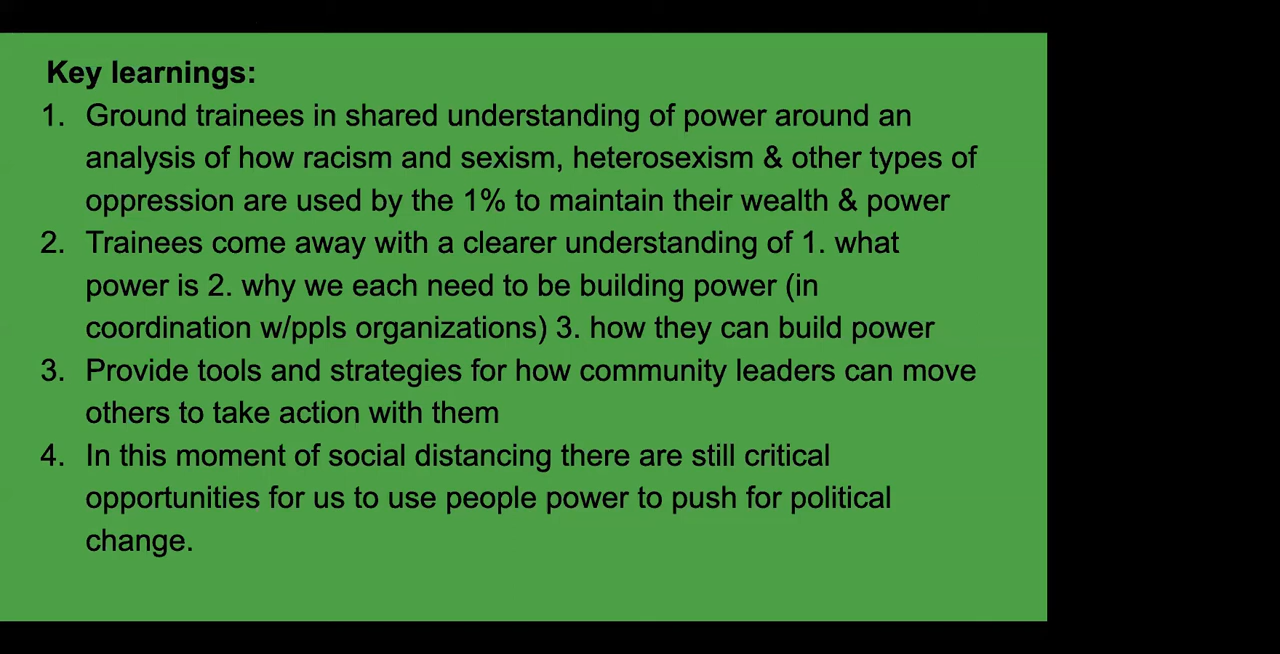 Key learnings:
1. Ground trainees in shared understanding of power around an
analysis of how racism and sexism, heterosexism & other types of
oppression are used by the 1% to maintain their wealth & power
2. Trainees come away with a clearer understanding of 1. what
power is 2. why we each need to be building power (in
coordination w/ppls organizations) 3. how they can build power
3. Provide tools and strategies for how community leaders can move
others to take action with them
4. In this moment of social distancing there are still critical
opportunities for us to use people power to push for political
change.